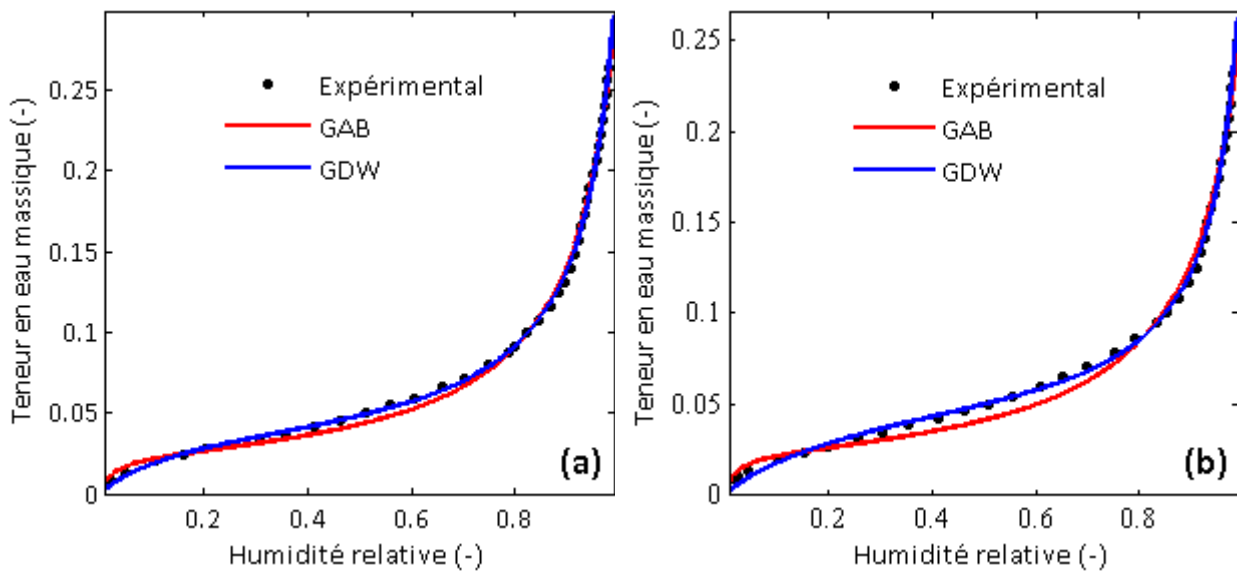 Teneur en eau massique (-)
0.25
0.2
0.15
0.1
0.05
0
Expérimental
GAB
GDW
(a)
0.2 0.4 0.6 0.8
Humidité relative (-)
Teneur en eau massique (-)
0.25
0.2
0.15
0.1
0.05
0
Expérimental
GAB
GDW
(b)
0.2 0.4 0.6 0.8
Humidité relative (-)